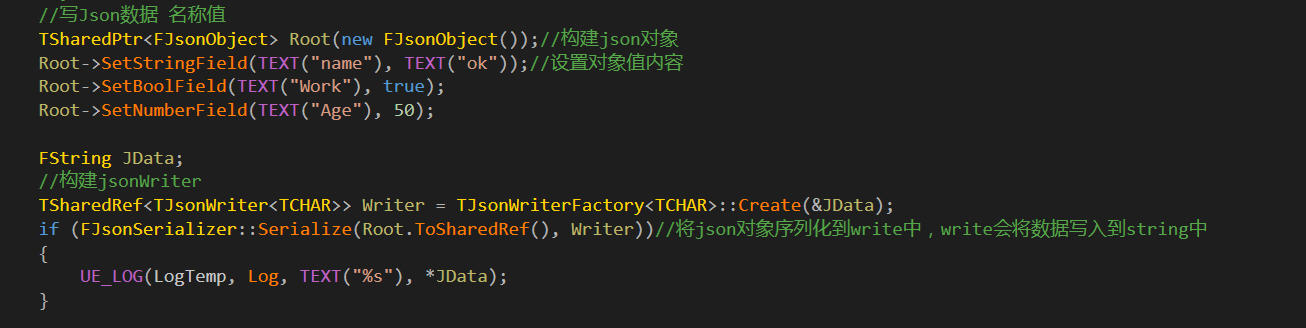 //写Json数据 名称值
TSharedPtr<FJsonObject> Root(new FJsonObject());//构建json对象
Root->SetStringField(TEXT("name"), TEXT("ok"));//设置对象值内容
Root->SetBoolField(TEXT("Work"), true);
Root->SetNumberField(TEXT("Age"), 50);
FString JData;
//构建jsonWriter
TSharedRef<TJsonWriter<TCHAR>> Writer = TJsonWriterFactory<TCHAR>::Create(&JData);
if (FJsonSerializer::Serialize(Root.ToSharedRef(), Writer))//将json对象序列化到write中，write会将数据写入到string中
{
UE_LOG(LogTemp, Log, TEXT("%s"), *JData);
}